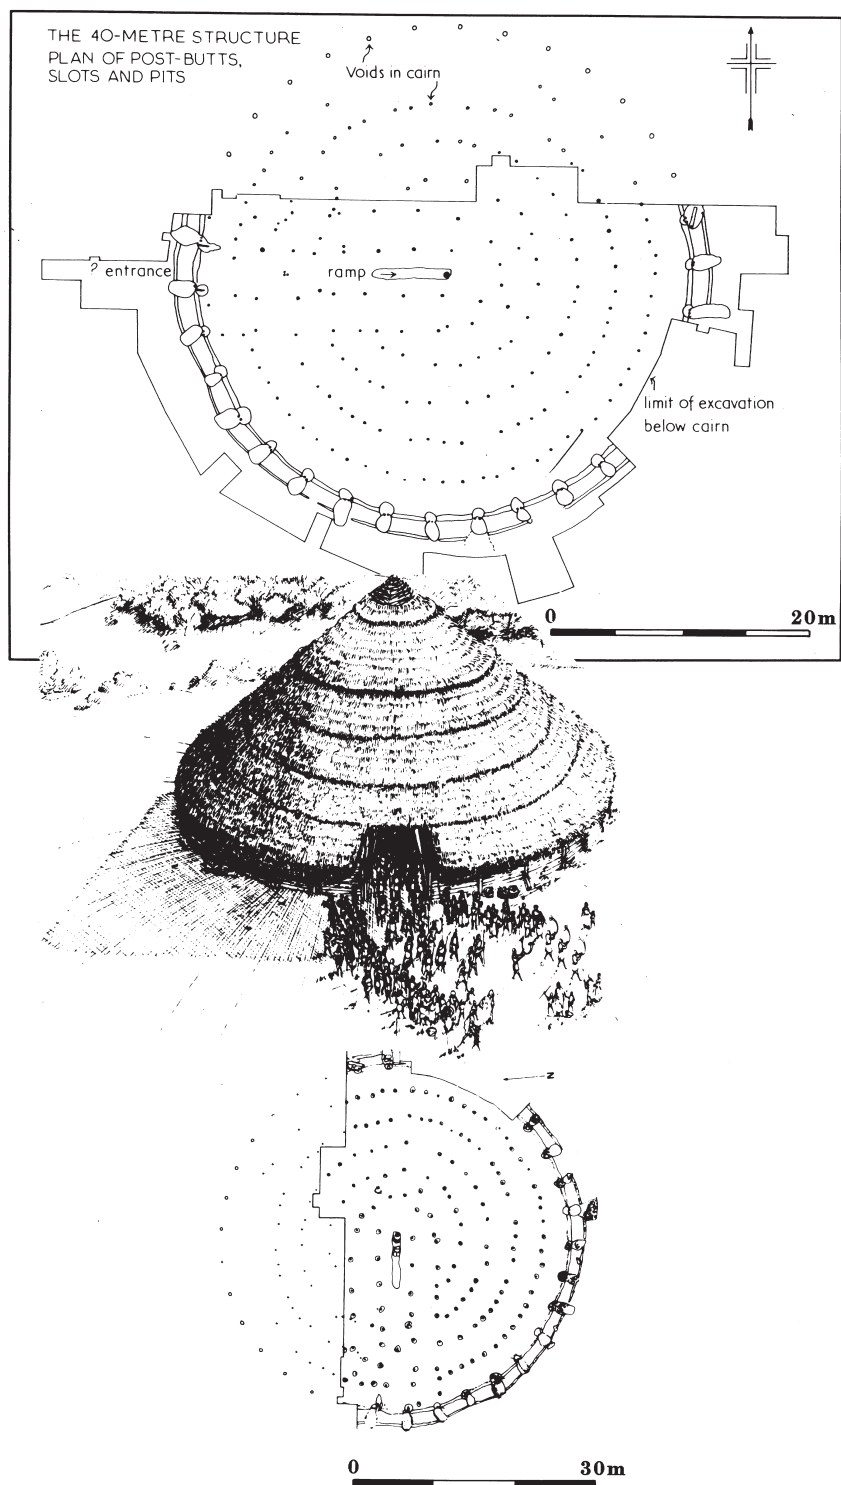 THE 40-METRE STRUCTURE
PLAN OF POST-BUTTS,
SLOTS AND PITS
Voids in cairn
? entrance
ramp
limit of excavation
below cairn
0 20m
N
0 30m